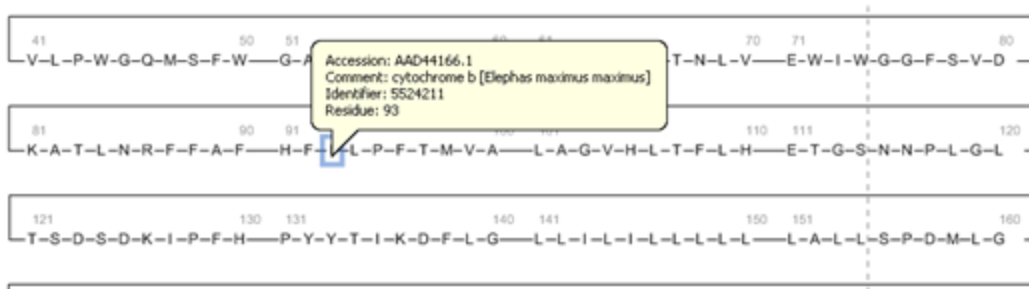 41 50 51 70 71 80
V-L-P-W-G-Q-M-S-F-W—G-A T-N-L-V—E-W-I-W-G-G-F-S-V-D
Accession: AAD44166.1
Comment: cytochrome b [Elephas maximus maximus]
Identifier: 5524211
Residue: 93
81 90 91 110 111 120
K-A-T-L-N-R-F-F-A-F—H-F- -L-P-F-T-M-V-A—L-A-G-V-H-L-T-F-L-H—E-T-G-S-N-N-P-L-G-L
121 130 131 140 141 150 151 160
T-S-D-S-D-K-I-P-F-H—P-Y-Y-T-I-K-D-F-L-G—L-L-I-L-I-L-L-L-L-L—L-A-L-L-S-P-D-M-L-G